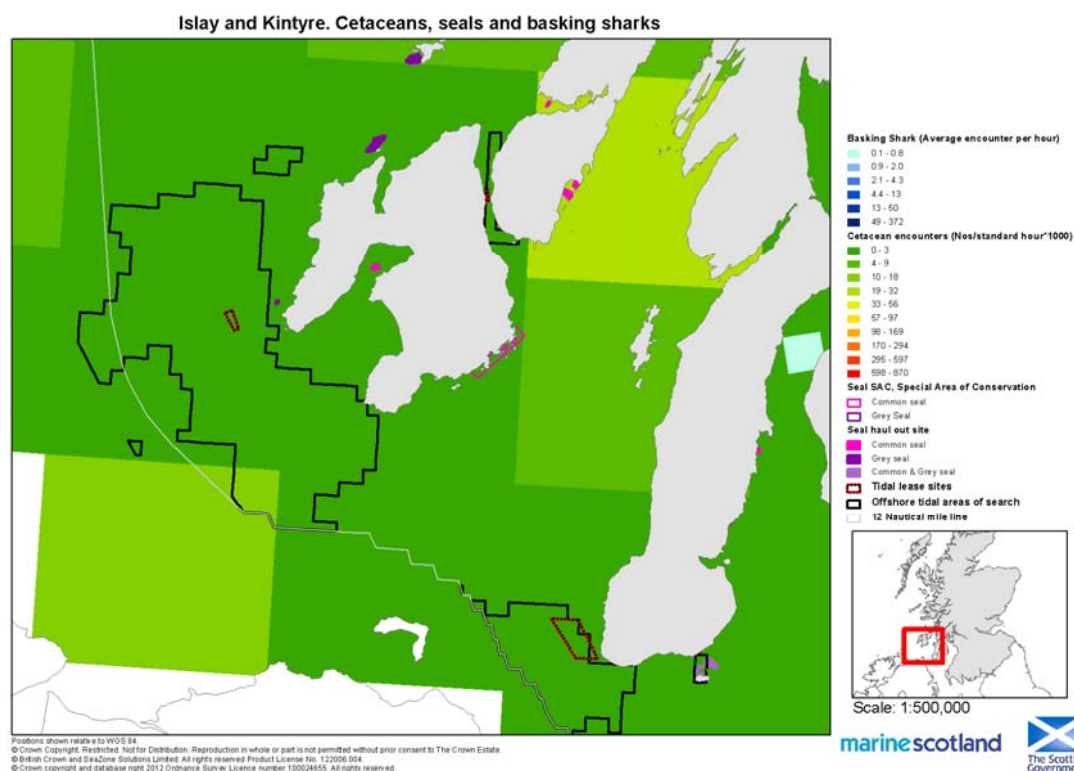 Islay and Kintyre. Cetaceans, seals and basking sharks
Basking Shark (Average encounter per hour)
0.1 - 0.8
0.9 - 2.0
2.1 - 4.3
4.4 - 13
13 - 50
49 - 372
Cetacean encounters (Nos/standard hour*1000)
0 - 3
4 - 9
10 - 18
19 - 32
33 - 56
57 - 97
98 - 169
170 - 294
295 - 597
598 - 870
Seal SAC, Special Area of Conservation
Common seal
Grey Seal
Seal haul out site
Common seal
Grey seal
Common & Grey seal
Tidal lease sites
Offshore tidal areas of search
12 Nautical mile line
Scale: 1:500,000
marinescotland
The Scotti
Governme
Positions shown relative to WGS 84.
© Crown Copyright. Restricted. Not for Distribution. Reproduction in whole or part is not permitted without prior consent to The Crown Estate.
© British Crown and SeaZone Solutions Limited. All rights reserved Product License No. 122006.004.
© Crown copyright and database right 2012 Ordnance Survey Licence number 100024655. All rights reserved.